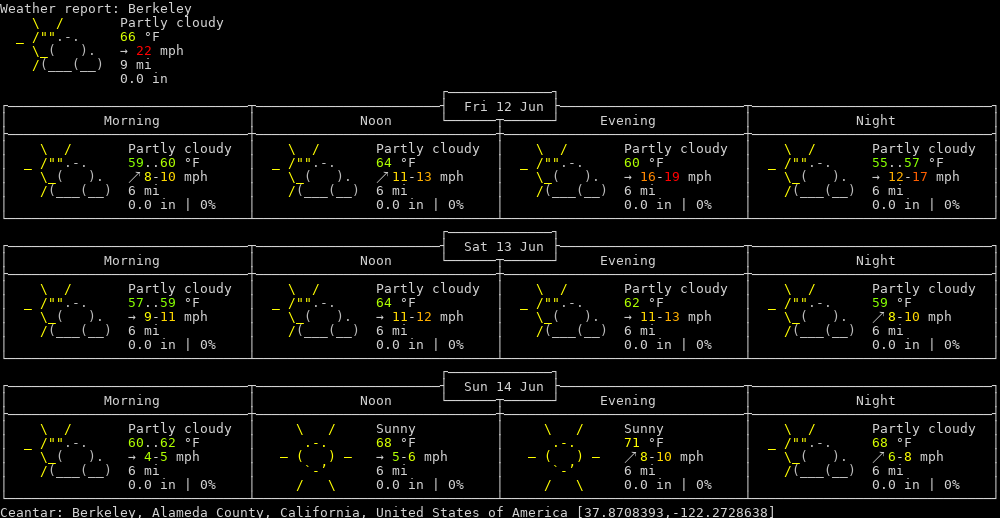 Weather report: Berkeley
Partly cloudy
66 °F
→ 22 mph
9 mi
0.0 in
Fri 12 Jun
Morning Noon Evening Night
Partly cloudy Partly cloudy Partly cloudy Partly cloudy
59..60 °F 64 °F 60 °F 55..57 °F
↗ 8-10 mph ↗ 11-13 mph → 16-19 mph → 12-17 mph
6 mi 6 mi 6 mi 6 mi
0.0 in | 0% 0.0 in | 0% 0.0 in | 0% 0.0 in | 0%
Sat 13 Jun
Morning Noon Evening Night
Partly cloudy Partly cloudy Partly cloudy Partly cloudy
57..59 °F 64 °F 62 °F 59 °F
→ 9-11 mph → 11-12 mph → 11-13 mph ↗ 8-10 mph
6 mi 6 mi 6 mi 6 mi
0.0 in | 0% 0.0 in | 0% 0.0 in | 0% 0.0 in | 0%
Sun 14 Jun
Morning Noon Evening Night
Partly cloudy Sunny Sunny Partly cloudy
60..62 °F 68 °F 71 °F 68 °F
→ 4-5 mph → 5-6 mph ↗ 8-10 mph ↗ 6-8 mph
6 mi 6 mi 6 mi 6 mi
0.0 in | 0% 0.0 in | 0% 0.0 in | 0% 0.0 in | 0%
Ceantar: Berkeley, Alameda County, California, United States of America [37.8708393,-122.2728638]